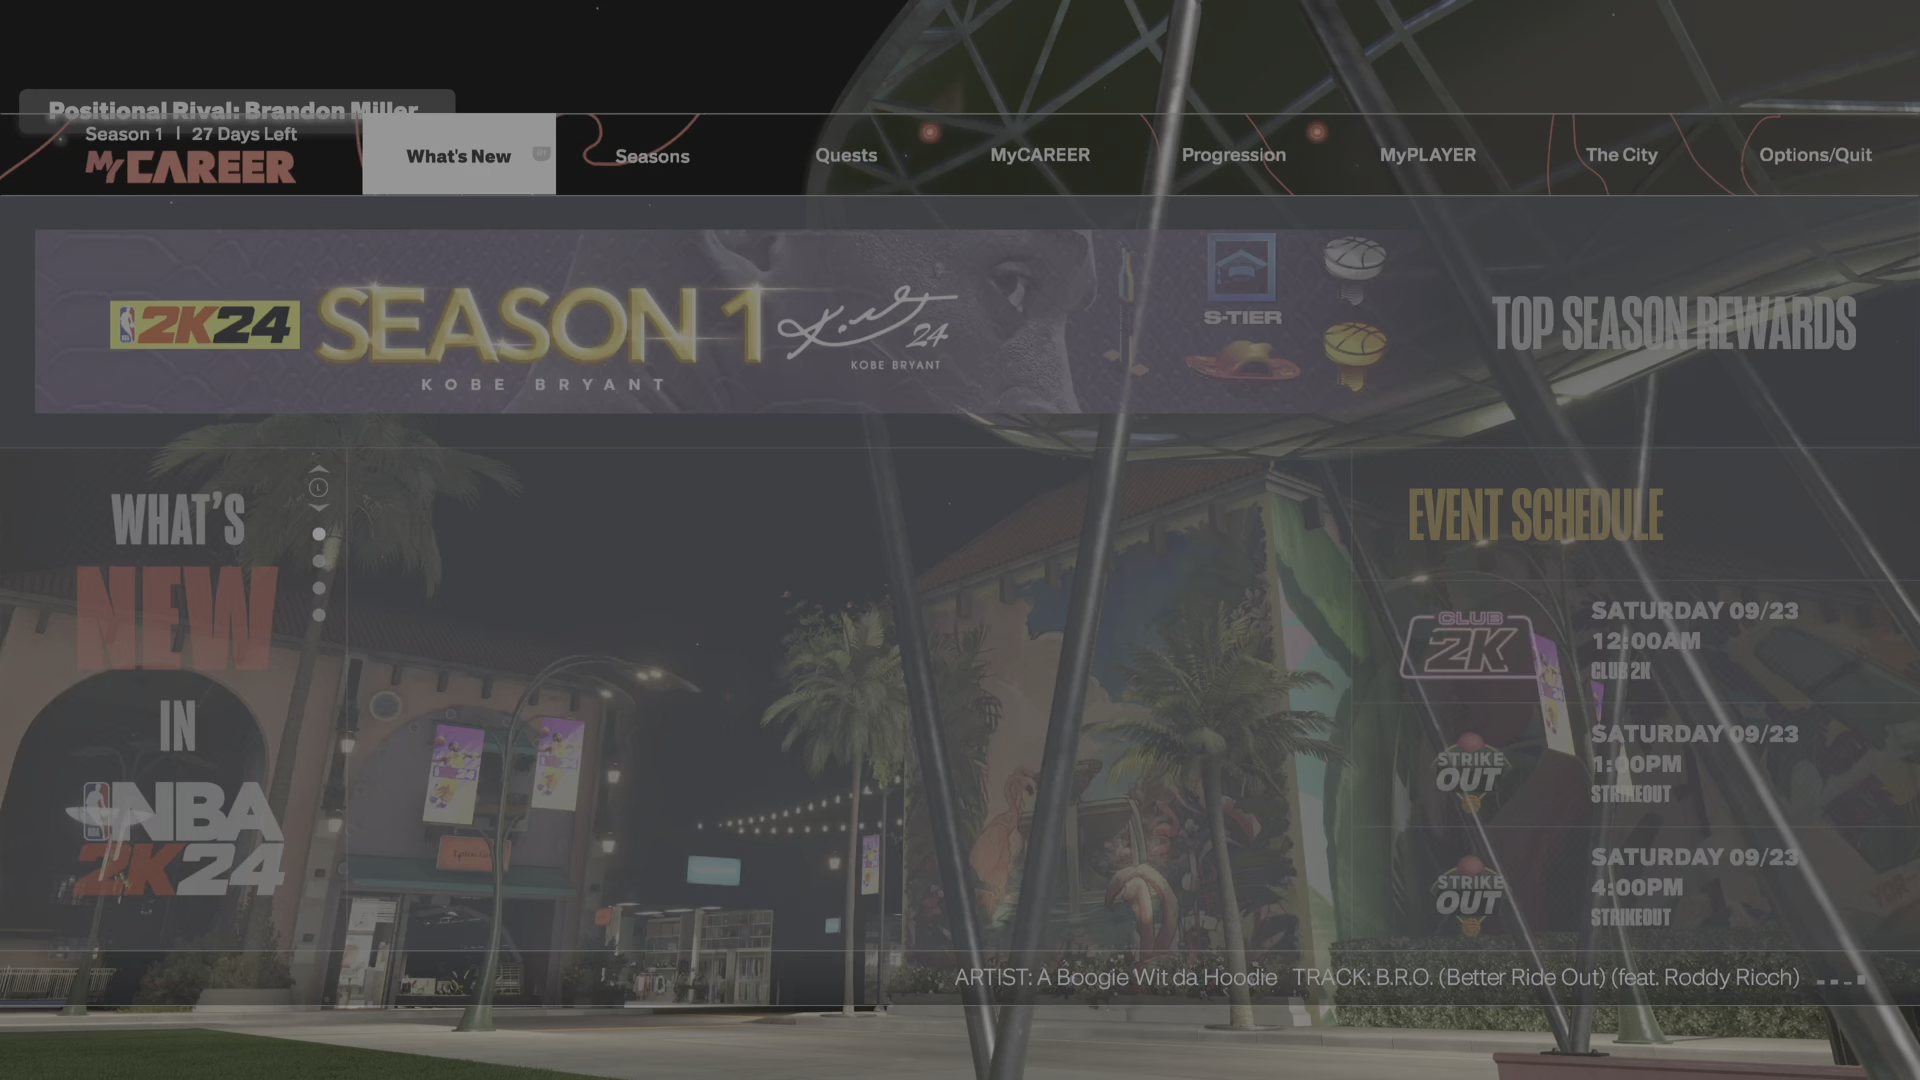 Positional Rival: Brandon Miller
Season 1 | 27 Days Left
MyCAREER
What's New
Seasons
Quests
MyCAREER
Progression
MyPLAYER
The City
Options/Quit
2K24
SEASON 1
24
KOBE BRYANT
KOBE BRYANT
S-TIER
TOP SEASON REWARDS
WHAT'S
NEW
IN
NBA
2K24
EVENT SCHEDULE
CLUB
2K
SATURDAY 09/23
12:00AM
CLUB 2K
STRIKE
OUT
SATURDAY 09/23
1:00PM
STRIKEOUT
STRIKE
OUT
SATURDAY 09/23
4:00PM
STRIKEOUT
ARTIST: A Boogie Wit da Hoodie TRACK: B.R.O. (Better Ride Out) (feat. Roddy Ricch)